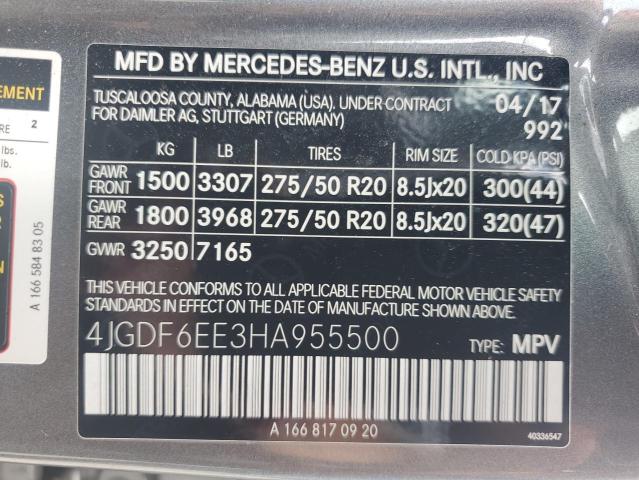 MFD BY MERCEDES-BENZ U.S. INTL., INC
TUSCALOOSA COUNTY, ALABAMA (USA). UNDER CONTRACT 04/17
FOR DAIMLER AG, STUTTGART (GERMANY) 992
KG LB TIRES RIM SIZE COLD KPA (PSI)
GAWR FRONT 1500 3307 275/50 R20 8.5Jx20 300(44)
GAWR REAR 1800 3968 275/50 R20 8.5Jx20 320(47)
GVWR 3250 7165
THIS VEHICLE CONFORMS TO ALL APPLICABLE FEDERAL MOTOR VEHICLE SAFETY
STANDARDS IN EFFECT ON THE DATE OF MANUFACTURE SHOWN ABOVE.
4JGDF6EE3HA955500 TYPE: MPV
A 166 817 09 20
40336547
2
lbs.
lb.
A 166 584 83 05